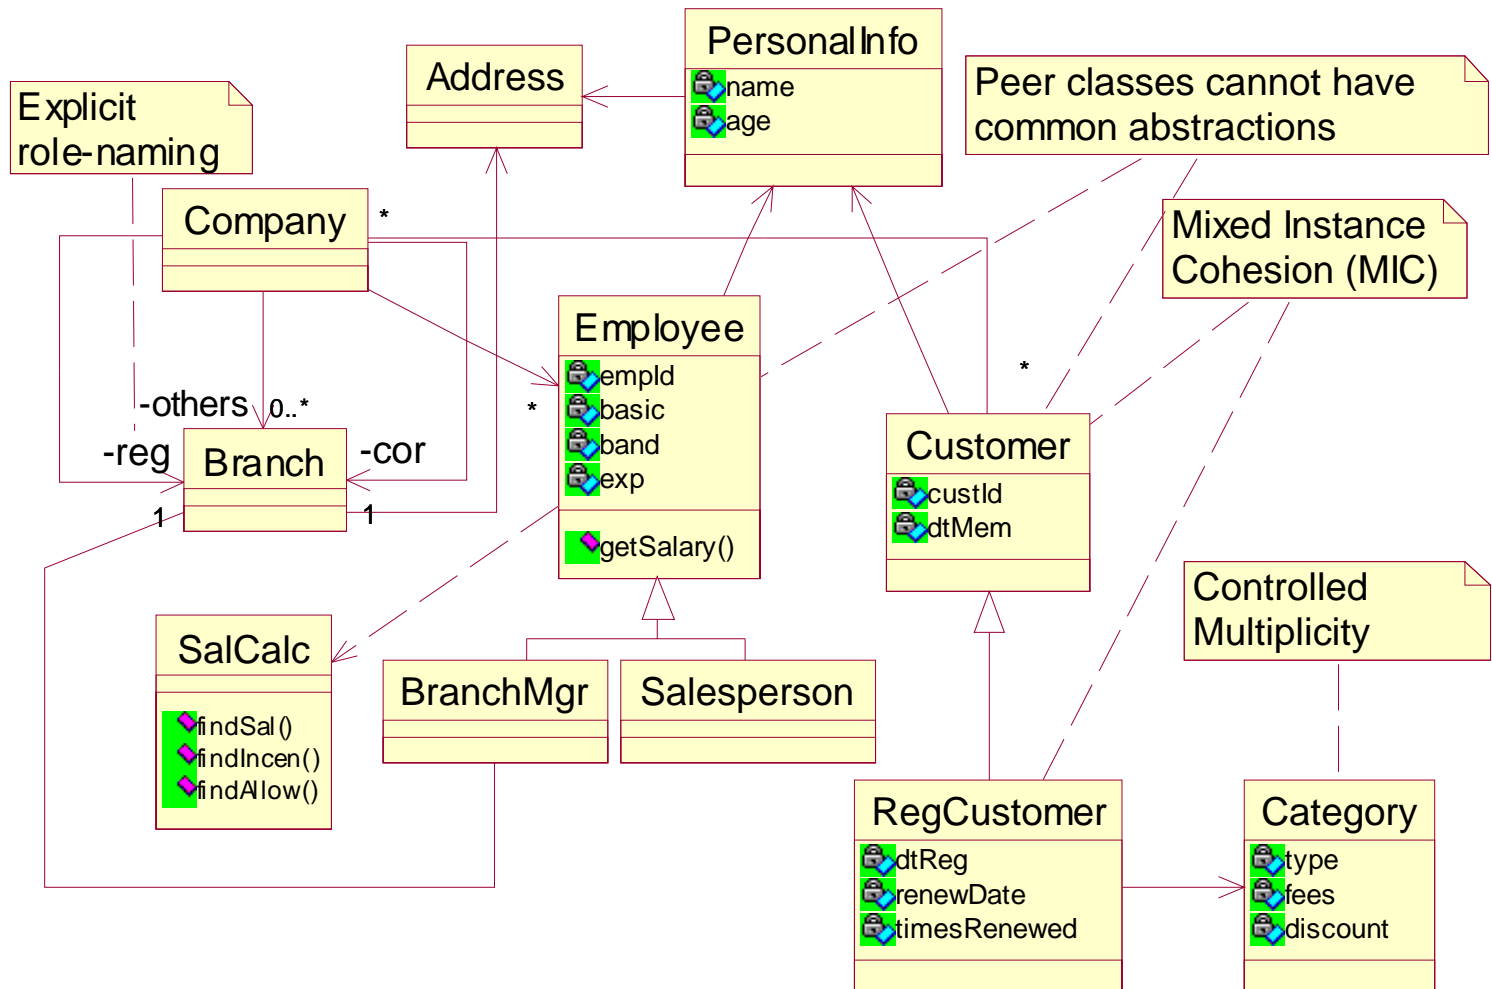 PersonalInfo
name
age
Address
Peer classes cannot have
common abstractions
Explicit
role-naming
Company
*
Mixed Instance
Cohesion (MIC)
Employee
empId
basic
band
exp
getSalary()
*
*
-others
0..*
-reg
Branch
-cor
1
1
Customer
custId
dtMem
Controlled
Multiplicity
SalCalc
findSal()
findIncen()
findAllow()
BranchMgr
Salesperson
RegCustomer
dtReg
renewDate
timesRenewed
Category
type
fees
discount